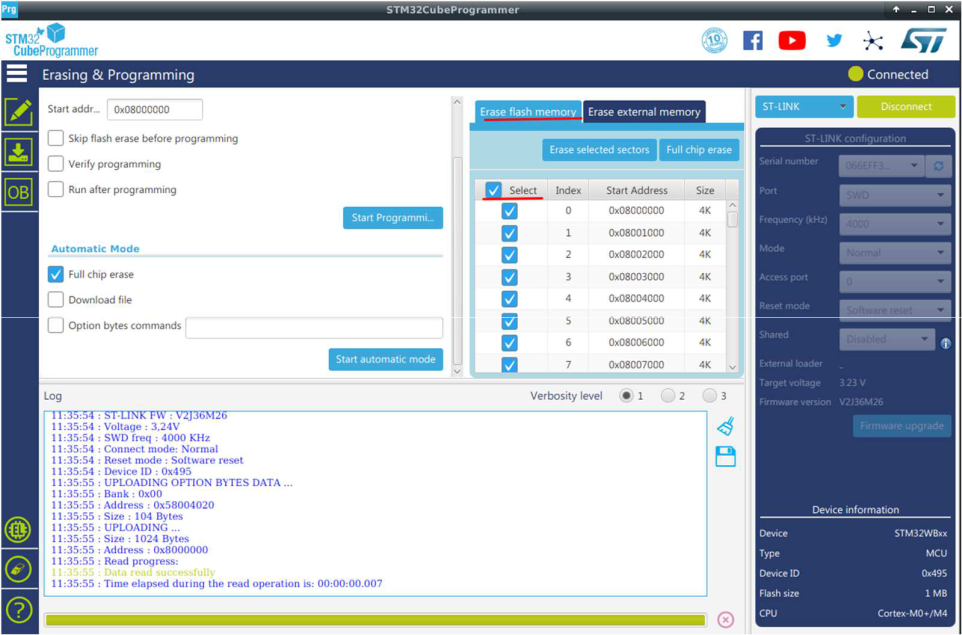 Prg
STM32CubeProgrammer
STM32
CubeProgrammer
19
Erasing & Programming
Connected
Start addr... 0x08000000
Skip flash erase before programming
Verify programming
Run after programming
Start Programmi...
Automatic Mode
Full chip erase
Download file
Option bytes commands
Start automatic mode
Erase flash memory Erase external memory
Erase selected sectors Full chip erase
Select Index Start Address Size
0 0x08000000 4K
1 0x08001000 4K
2 0x08002000 4K
3 0x08003000 4K
4 0x08004000 4K
5 0x08005000 4K
6 0x08006000 4K
7 0x08007000 4K
OB
Log
Verbosity level 1 2 3
11:35:54 : ST-LINK FW : V2J36M26
11:35:54 : Voltage : 3,24V
11:35:54 : SWD freq : 4000 KHz
11:35:54 : Connect mode: Normal
11:35:54 : Reset mode : Software reset
11:35:54 : Device ID : 0x495
11:35:55 : UPLOADING OPTION BYTES DATA ...
11:35:55 : Bank : 0x00
11:35:55 : Address : 0x58004020
11:35:55 : Size : 104 Bytes
11:35:55 : UPLOADING ...
11:35:55 : Size : 1024 Bytes
11:35:55 : Address : 0x8000000
11:35:55 : Read progress:
11:35:55 : Data read successfully
11:35:55 : Time elapsed during the read operation is: 00:00:00.007
ST-LINK Disconnect
ST-LINK configuration
Serial number 066EFF3...
Port SWD
Frequency (kHz) 4000
Mode Normal
Access port 0
Reset mode Software reset
Shared Disabled
External loader _
Target voltage 3.23 V
Firmware version V2J36M26
Firmware upgrade
Device information
Device STM32WBxx
Type MCU
Device ID 0x495
Flash size 1 MB
CPU Cortex-M0+/M4